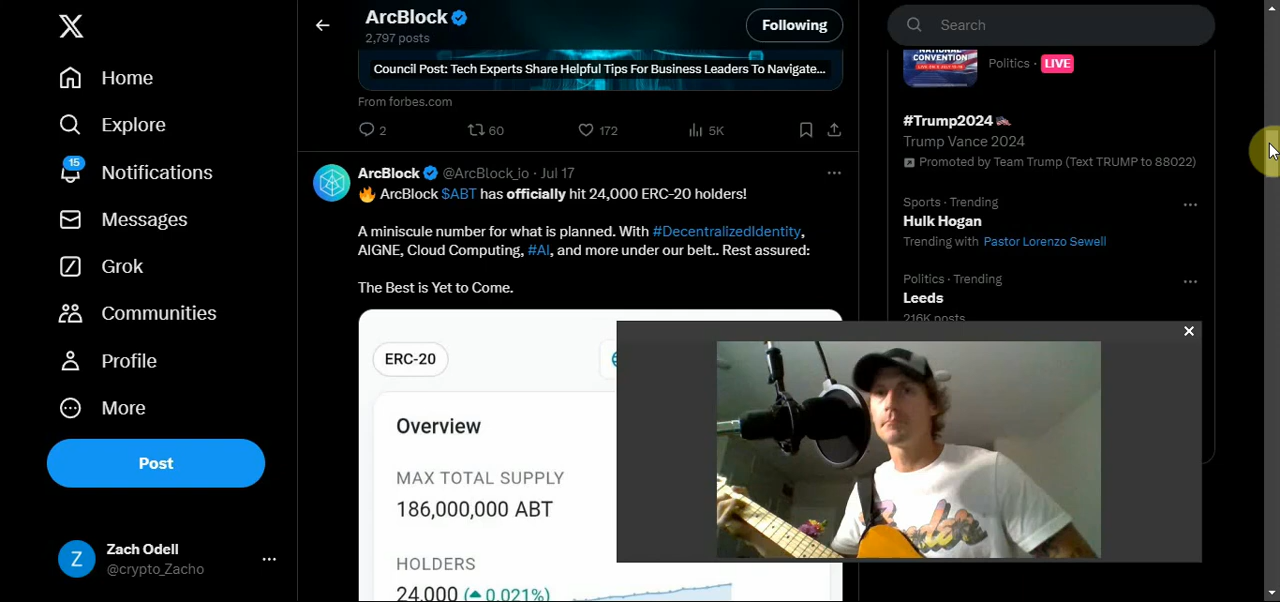 Home
Explore
15
Notifications
Messages
Grok
Communities
Profile
More
Post
Zach Odell
@crypto_Zacho
ArcBlock
2,797 posts
Following
Council Post: Tech Experts Share Helpful Tips For Business Leaders To Navigate...
From forbes.com
2 60 172 5K
ArcBlock @ArcBlock_io · Jul 17
🔥 ArcBlock $ABT has officially hit 24,000 ERC-20 holders!
A miniscule number for what is planned. With #DecentralizedIdentity,
AIGNE, Cloud Computing, #AI, and more under our belt.. Rest assured:
The Best is Yet to Come.
ERC-20
Overview
MAX TOTAL SUPPLY
186,000,000 ABT
HOLDERS
24,000 (▲ 0.021%)
Search
NATIONAL
CONVENTION
Politics · LIVE
#Trump2024
Trump Vance 2024
Promoted by Team Trump (Text TRUMP to 88022)
Sports · Trending
Hulk Hogan
Trending with Pastor Lorenzo Sewell
Politics · Trending
Leeds
216K posts